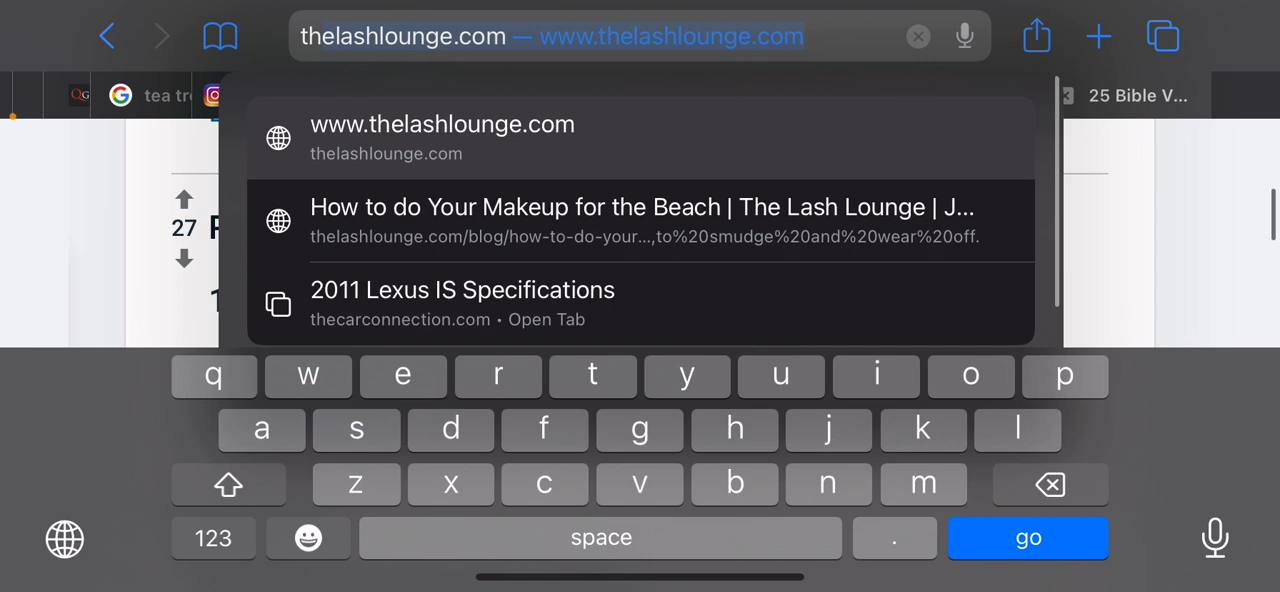 thelashlounge.com — www.thelashlounge.com
QG
tea tr
25 Bible V...
www.thelashlounge.com
thelashlounge.com
How to do Your Makeup for the Beach | The Lash Lounge | J...
thelashlounge.com/blog/how-to-do-your...,to%20smudge%20and%20wear%20off.
27
2011 Lexus IS Specifications
thecarconnection.com • Open Tab
q w e r t y u i o p
a s d f g h j k l
z x c v b n m
123 space . go